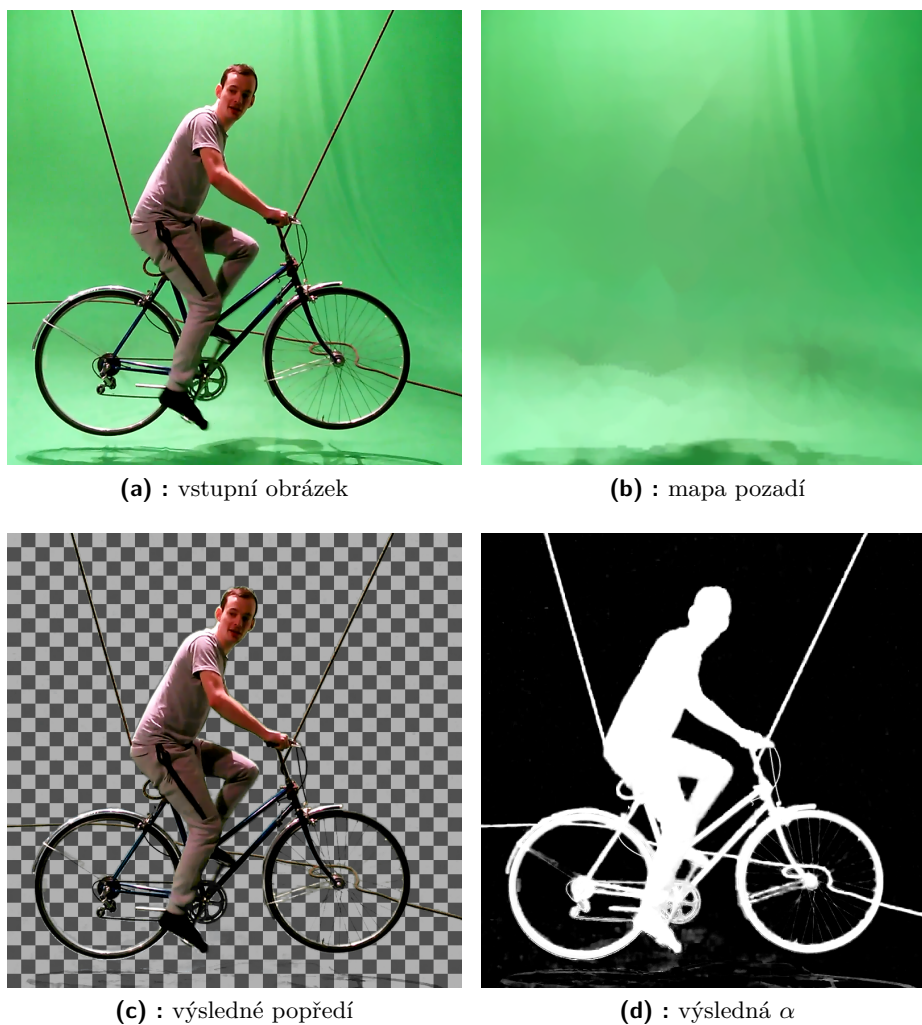 (a) : vstupní obrázek
(b) : mapa pozadí
(c) : výsledné popředí
(d) : výsledná α